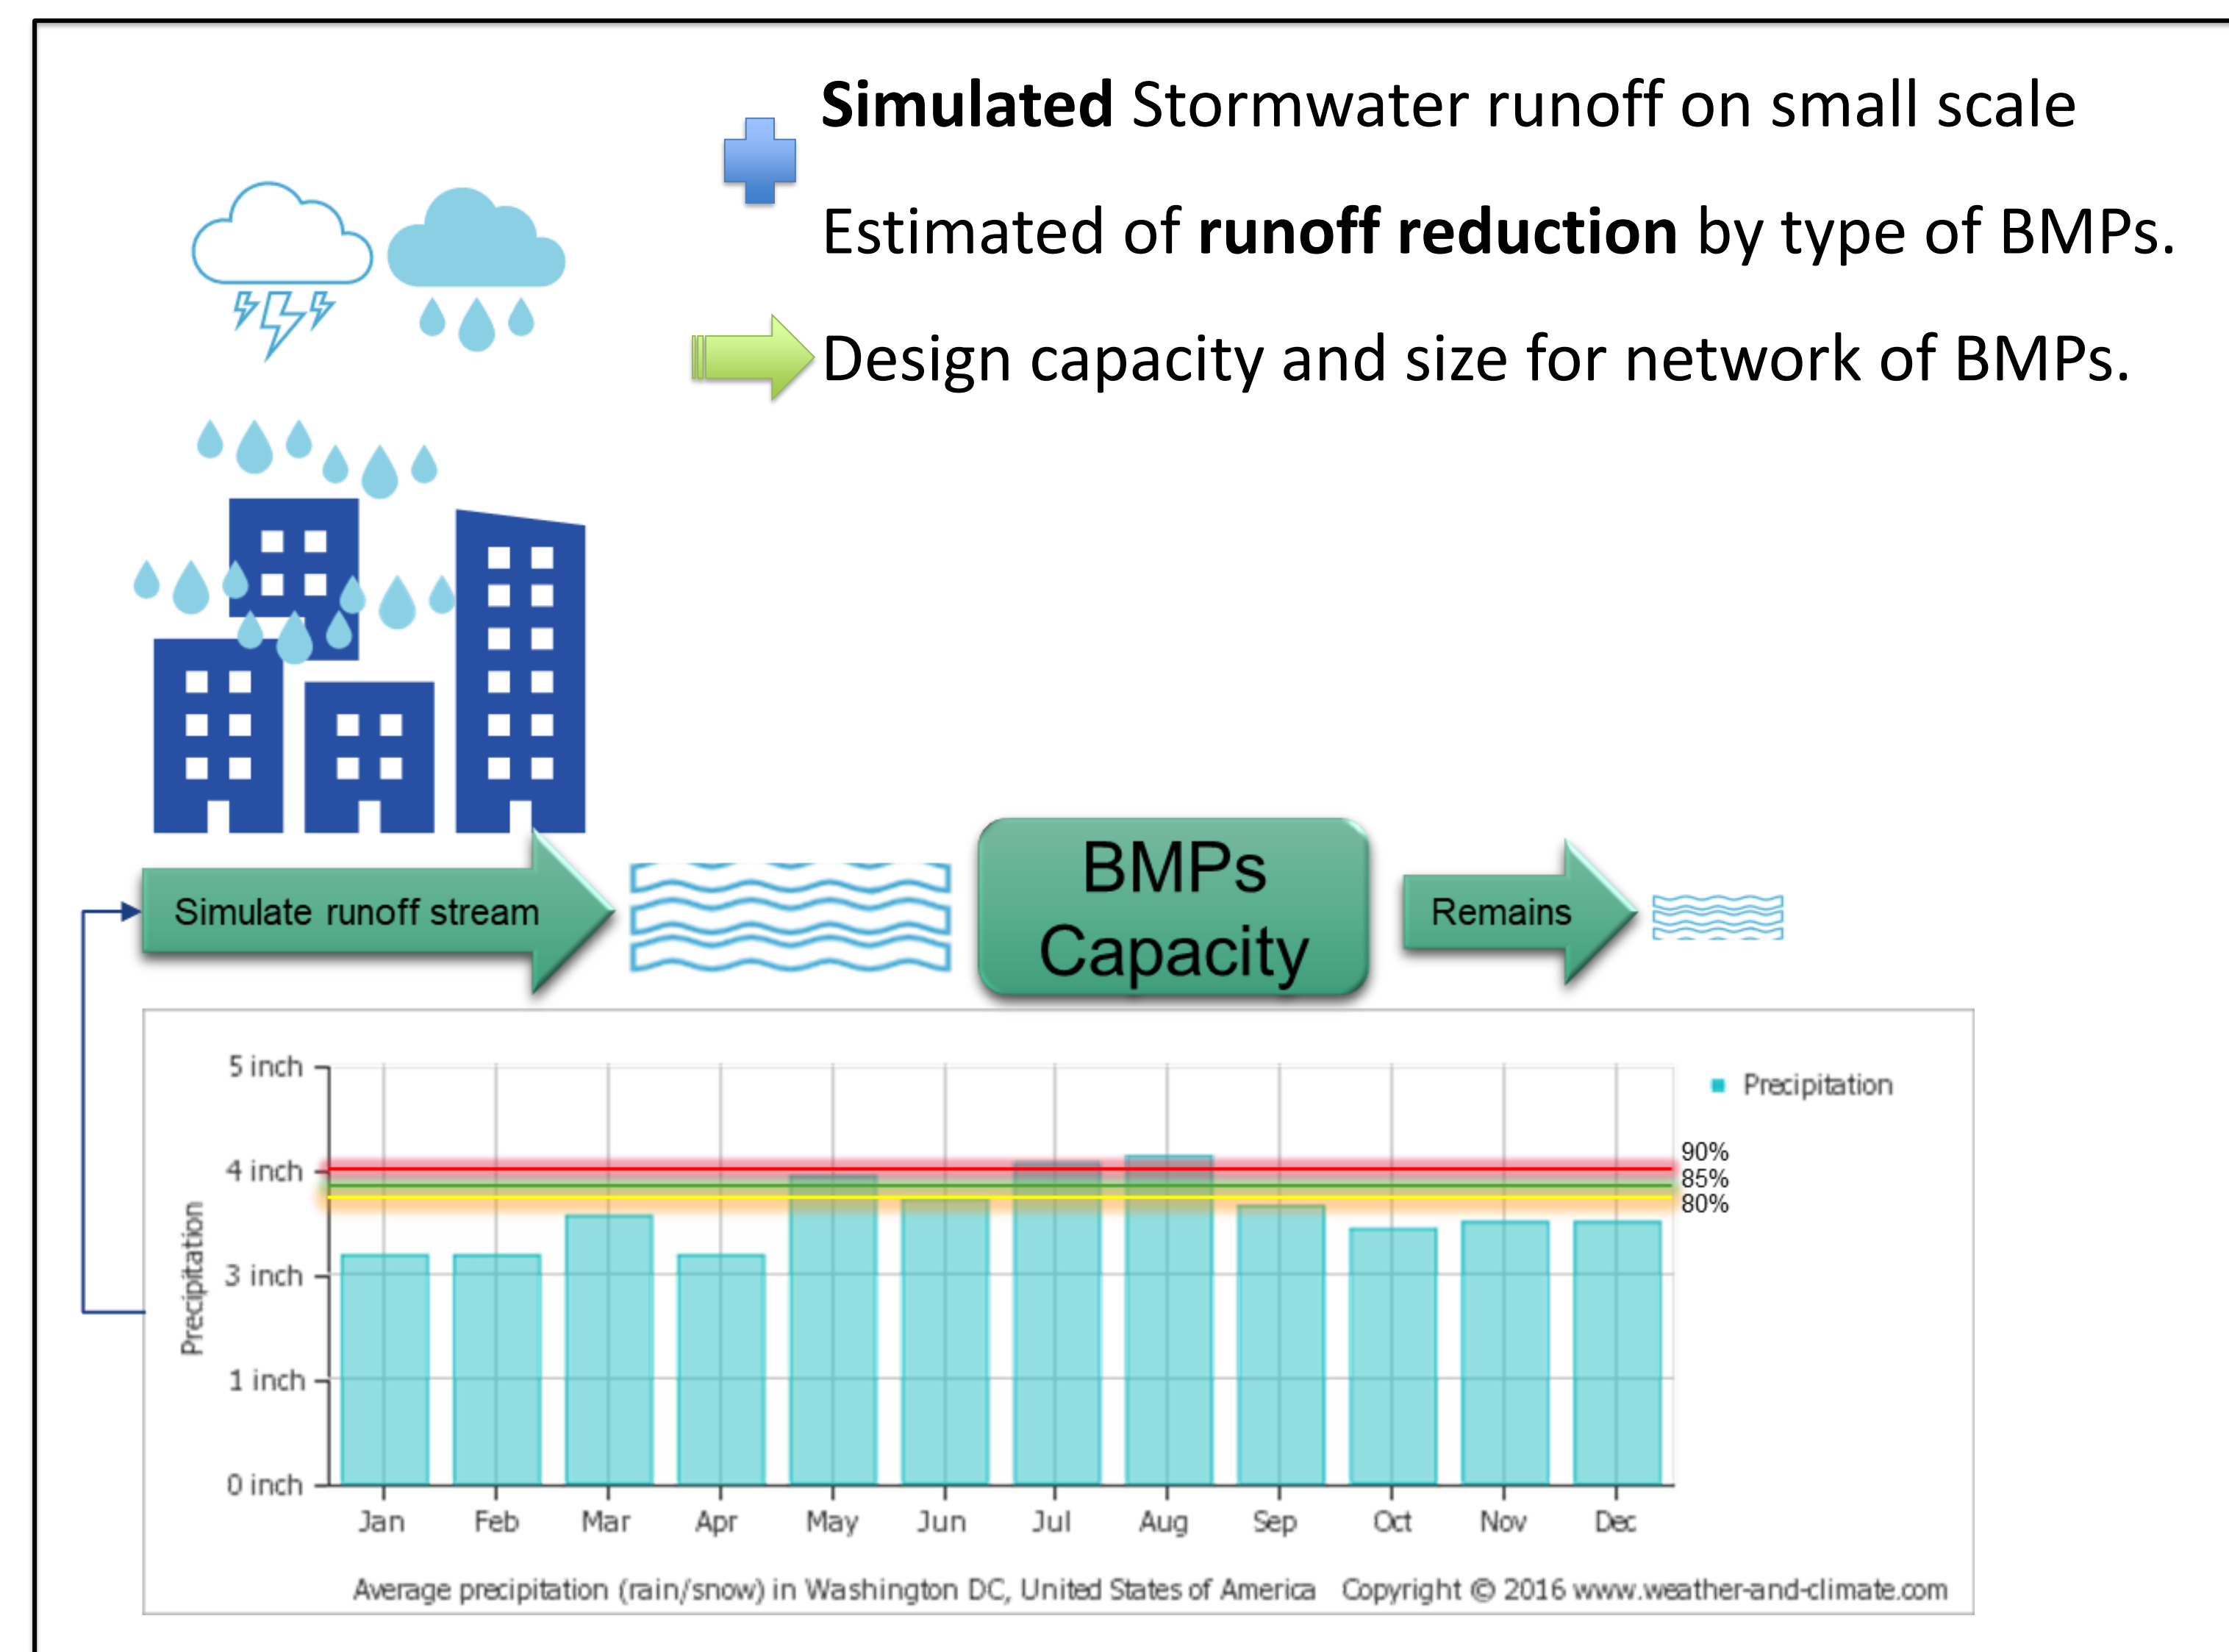 Simulated Stormwater runoff on small scale
Estimated of runoff reduction by type of BMPs.
Design capacity and size for network of BMPs.
Simulate runoff stream
BMPs
Capacity
Remains
5 inch
4 inch
3 inch
1 inch
0 inch
Precipitation
Precipitation
90%
85%
80%
Jan Feb Mar Apr May Jun Jul Aug Sep Oct Nov Dec
Average precipitation (rain/snow) in Washington DC, United States of America Copyright © 2016 www.weather-and-climate.com